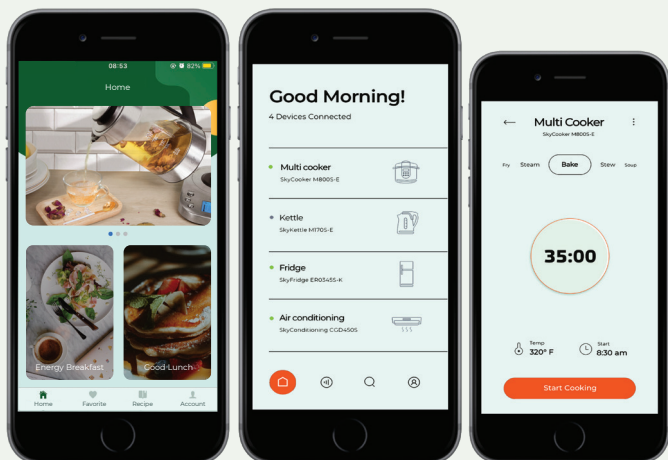 08:53
82%
Home
Energy Breakfast
Good Lunch
Home
Favorite
Recipe
Account
Good Morning!
4 Devices Connected
Multi cooker
SkyCooker M800S-E
Kettle
SkyKettle M170S-E
Fridge
SkyFridge ER0345S-K
Air conditioning
SkyConditioning CGD450S
Multi Cooker
SkyCooker M800S-E
Fry Steam Bake Stew Soup
35:00
Temp
320° F
Start
8:30 am
Start Cooking